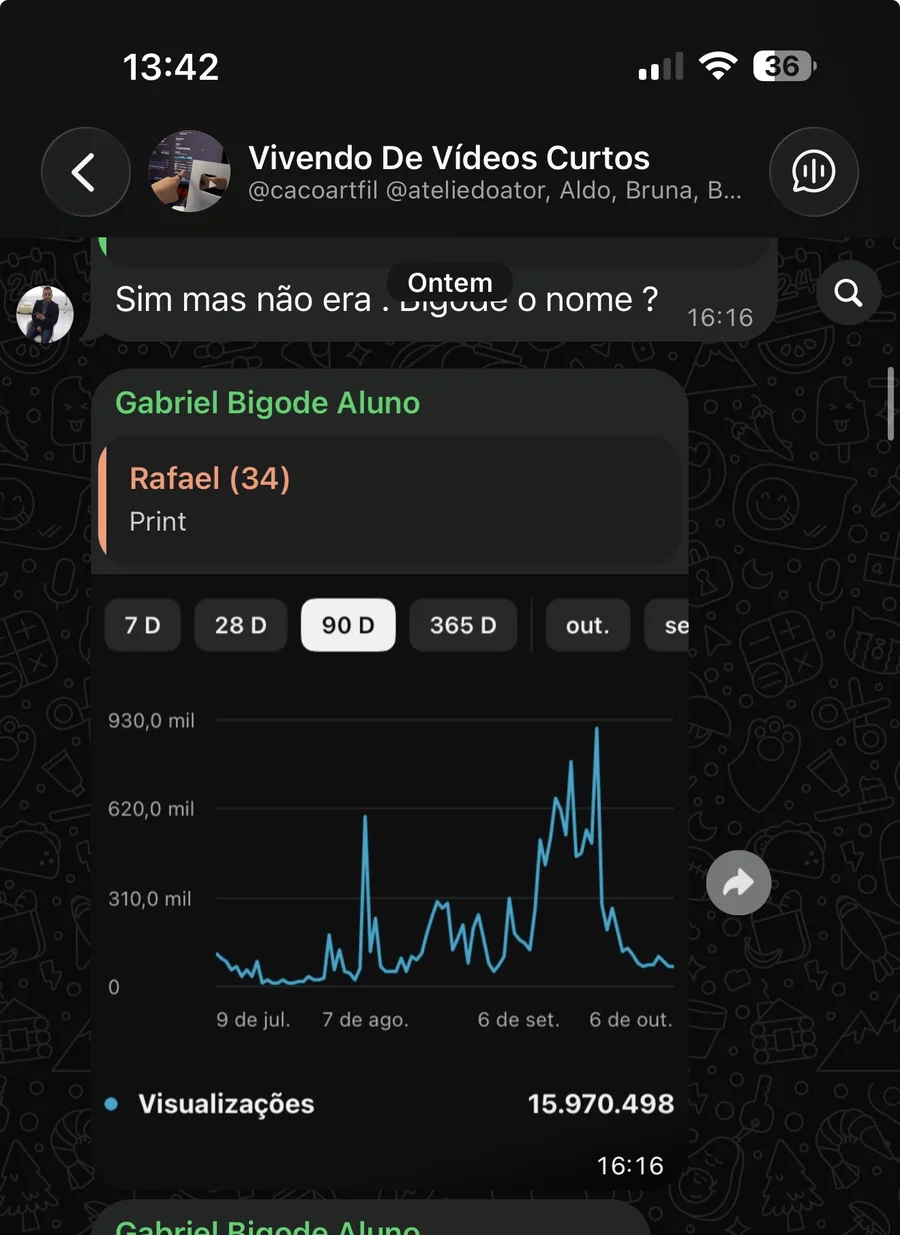 13:42
36
Vivendo De Vídeos Curtos
@cacoartfil @ateliedoator, Aldo, Bruna, B...
Ontem
Sim mas não era . Bigode o nome ?
16:16
Gabriel Bigode Aluno
Rafael (34)
Print
7 D
28 D
90 D
365 D
out.
se
930,0 mil
620,0 mil
310,0 mil
0
9 de jul.
7 de ago.
6 de set.
6 de out.
Visualizações
15.970.498
16:16
Gabriel Bigode Aluno